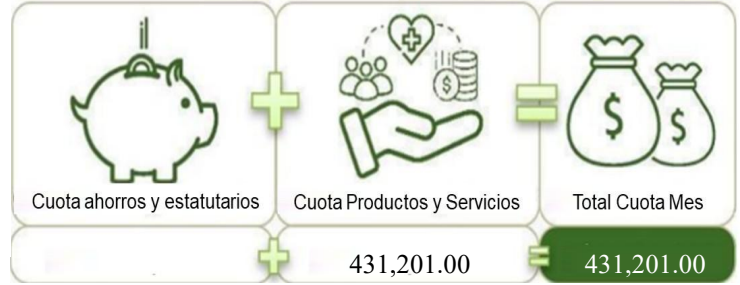 Cuota ahorros y estatutarios Cuota Productos y Servicios Total Cuota Mes
431,201.00 431,201.00